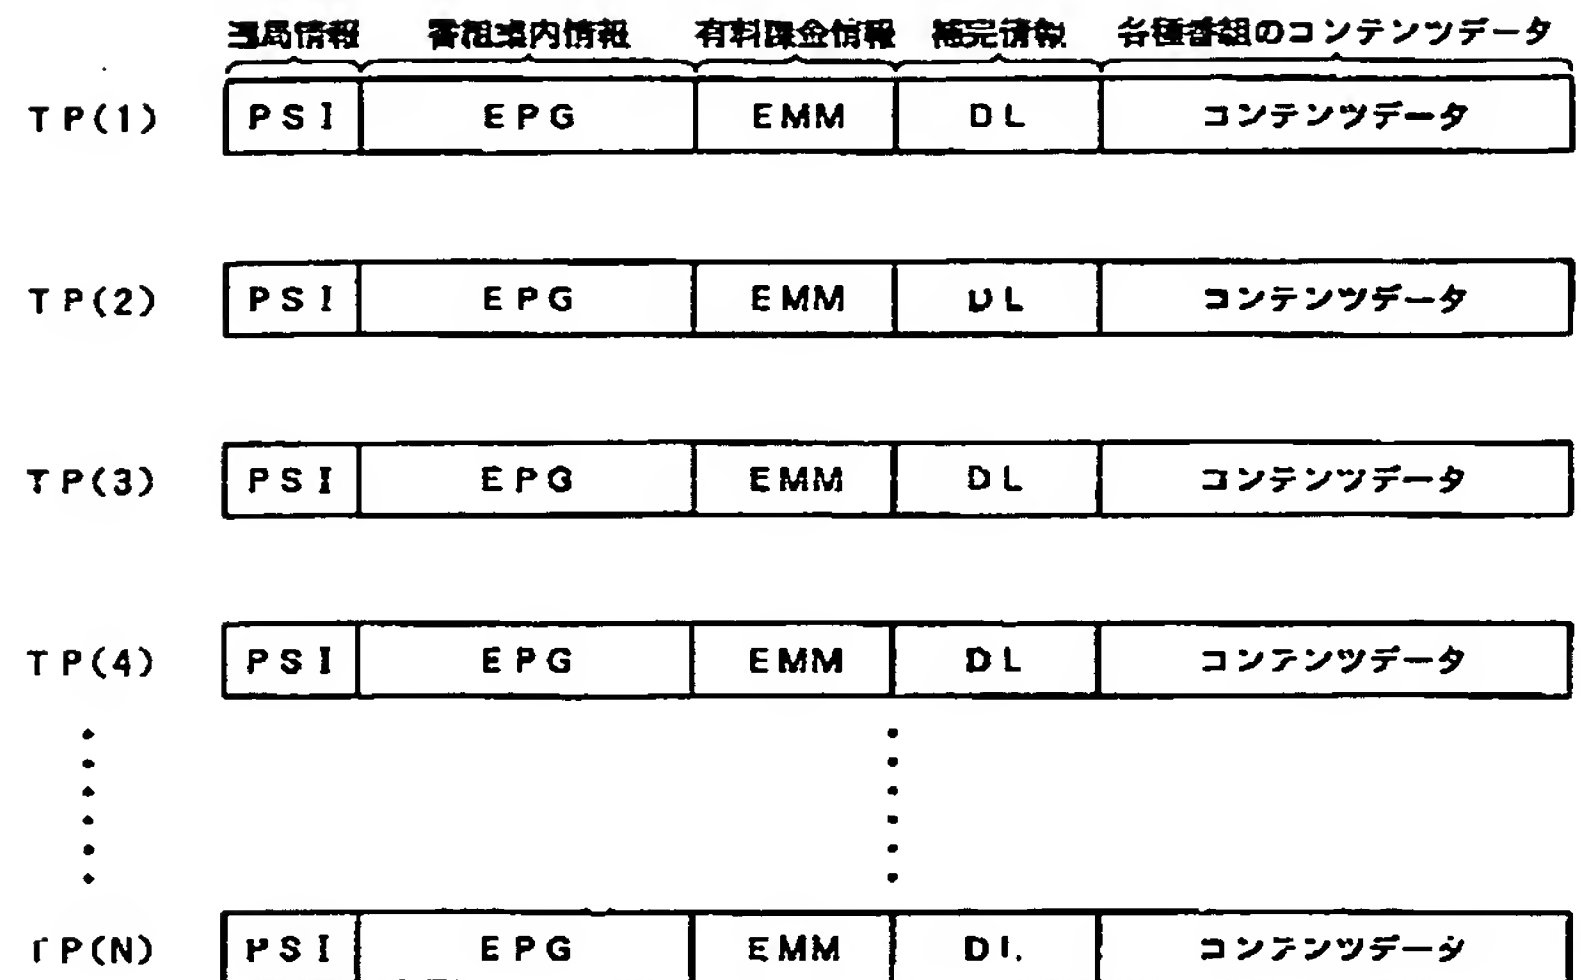 選局情報 番組案内情報 有料課金情報 補完情報 各種番組のコンテンツデータ
TP(1) PSI EPG EMM DL コンテンツデータ
TP(2) PSI EPG EMM DL コンテンツデータ
TP(3) PSI EPG EMM DL コンテンツデータ
TP(4) PSI EPG EMM DL コンテンツデータ
TP(N) PSI EPG EMM DL コンテンツデータ